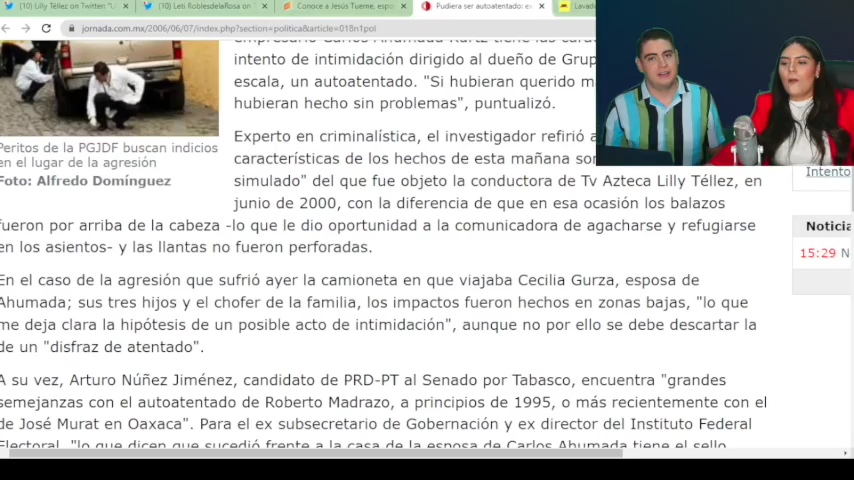 (10) Lilly Téllez on Twitter: "U
(10) Leti RoblesdelaRosa on T
Conoce a Jesús Tuerme, espo
Pudiera ser autoatentado: ex
Lavado
jornada.com.mx/2006/06/07/index.php?section=politica&article=018n1pol
empresario Carlos Ahumada Kurtz tiene las cara
intento de intimidación dirigido al dueño de Grup
escala, un autoatentado. "Si hubieran querido m
hubieran hecho sin problemas", puntualizó.
Peritos de la PGJDF buscan indicios
en el lugar de la agresión
Foto: Alfredo Domínguez
Experto en criminalística, el investigador refirió a
características de los hechos de esta mañana son
simulado" del que fue objeto la conductora de Tv Azteca Lilly Téllez, en
junio de 2000, con la diferencia de que en esa ocasión los balazos
fueron por arriba de la cabeza -lo que le dio oportunidad a la comunicadora de agacharse y refugiarse
en los asientos- y las llantas no fueron perforadas.
Intento
Noticia
15:29 N
En el caso de la agresión que sufrió ayer la camioneta en que viajaba Cecilia Gurza, esposa de
Ahumada; sus tres hijos y el chofer de la familia, los impactos fueron hechos en zonas bajas, "lo que
me deja clara la hipótesis de un posible acto de intimidación", aunque no por ello se debe descartar la
de un "disfraz de atentado".
A su vez, Arturo Núñez Jiménez, candidato de PRD-PT al Senado por Tabasco, encuentra "grandes
semejanzas con el autoatentado de Roberto Madrazo, a principios de 1995, o más recientemente con el
de José Murat en Oaxaca". Para el ex subsecretario de Gobernación y ex director del Instituto Federal
Electoral, "lo que dicen que sucedió frente a la casa de la esposa de Carlos Ahumada tiene el sello